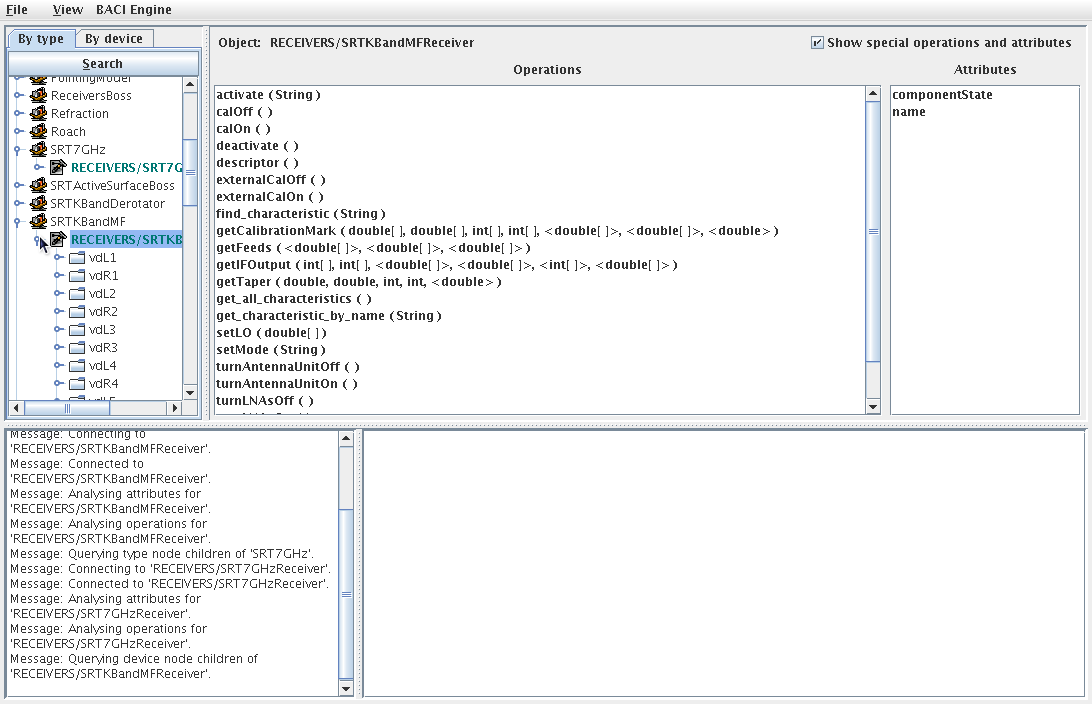 File View BACI Engine
By type By device
Search
PointingModel
ReceiversBoss
Refraction
Roach
SRT7GHz
RECEIVERS/SRT7G
SRTActiveSurfaceBoss
SRTKBandDerotator
SRTKBandMF
RECEIVERS/SRTKB
vdL1
vdR1
vdL2
vdR2
vdL3
vdR3
vdL4
vdR4
Object: RECEIVERS/SRTKBandMFReceiver
Show special operations and attributes
Operations
activate ( String )
calOff ( )
calOn ( )
deactivate ( )
descriptor ( )
externalCalOff ( )
externalCalOn ( )
find_characteristic ( String )
getCalibrationMark ( double[ ], double[ ], int[ ], int[ ], <double[ ]>, <double[ ]>, <double> )
getFeeds ( <double[ ]>, <double[ ]>, <double[ ]> )
getIFOutput ( int[ ], int[ ], <double[ ]>, <double[ ]>, <int[ ]>, <double[ ]> )
getTaper ( double, double, int, int, <double> )
get_all_characteristics ( )
get_characteristic_by_name ( String )
setLO ( double[ ] )
setMode ( String )
turnAntennaUnitOff ( )
turnAntennaUnitOn ( )
turnLNAsOff ( )
Attributes
componentState
name
Message: Connecting to
'RECEIVERS/SRTKBandMFReceiver'.
Message: Connected to
'RECEIVERS/SRTKBandMFReceiver'.
Message: Analysing attributes for
'RECEIVERS/SRTKBandMFReceiver'.
Message: Analysing operations for
'RECEIVERS/SRTKBandMFReceiver'.
Message: Querying type node children of 'SRT7GHz'.
Message: Connecting to 'RECEIVERS/SRT7GHzReceiver'.
Message: Connected to 'RECEIVERS/SRT7GHzReceiver'.
Message: Analysing attributes for
'RECEIVERS/SRT7GHzReceiver'.
Message: Analysing operations for
'RECEIVERS/SRT7GHzReceiver'.
Message: Querying device node children of
'RECEIVERS/SRTKBandMFReceiver'.